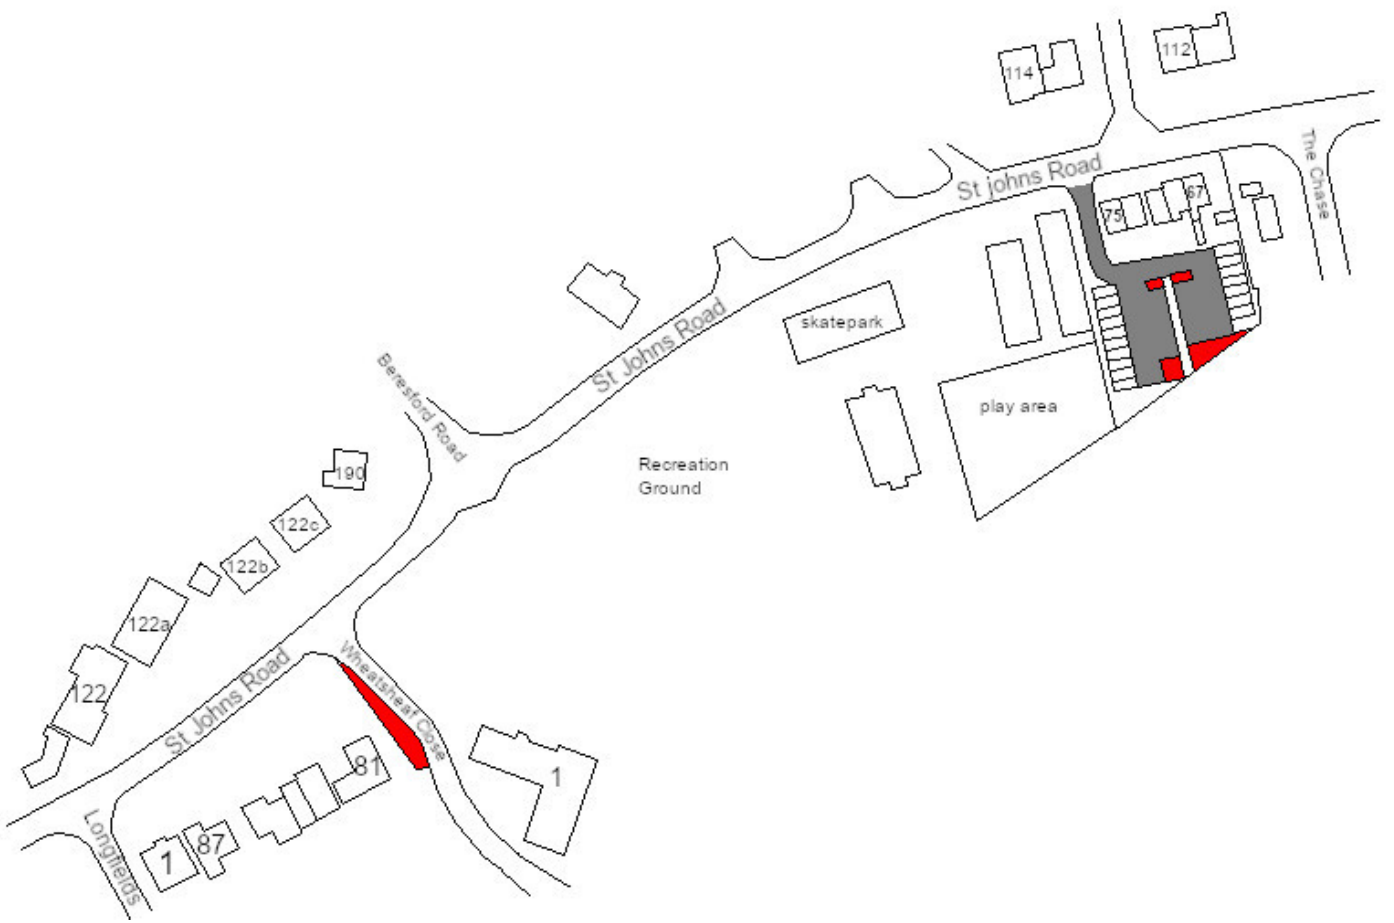 112
114
The Chase
St johns Road
67
75
skatepark
St Johns Road
Beresford Road
play area
Recreation
Ground
190
122c
122b
122a
Wheatsheaf Close
122
St Johns Road
81
1
Longfields
87
1